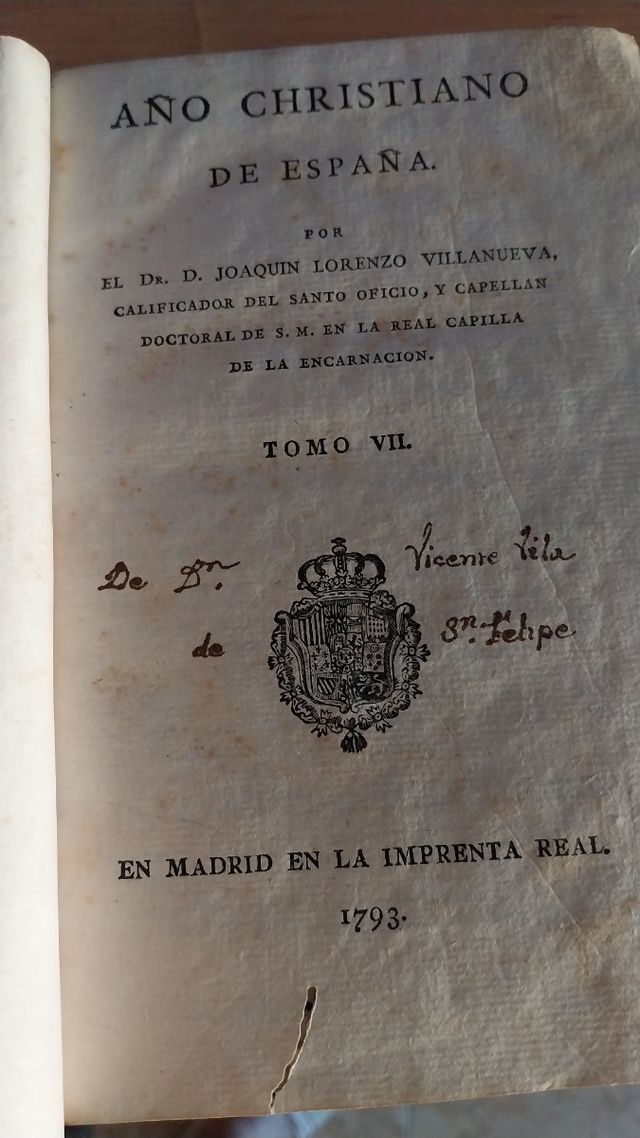 AÑO CHRISTIANO
DE ESPAÑA.
POR
EL DR. D. JOAQUIN LORENZO VILLANUEVA,
CALIFICADOR DEL SANTO OFICIO, Y CAPELLAN
DOCTORAL DE S. M. EN LA REAL CAPILLA
DE LA ENCARNACION.
TOMO VII.
De Dn. Vicente Vila
de Sn. Felipe
EN MADRID EN LA IMPRENTA REAL.
1793.